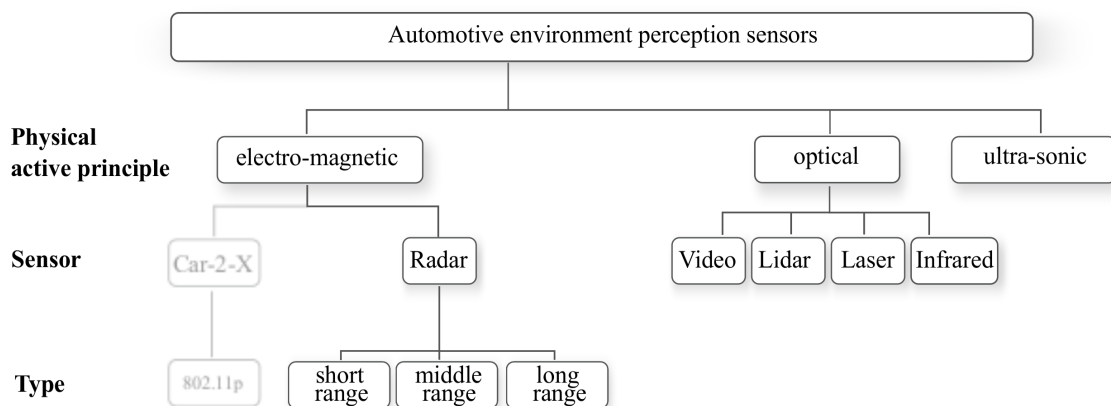 Automotive environment perception sensors
Physical
active principle
electro-magnetic
optical
ultra-sonic
Sensor
Car-2-X
Radar
Video
Lidar
Laser
Infrared
Type
802.11p
short
range
middle
range
long
range